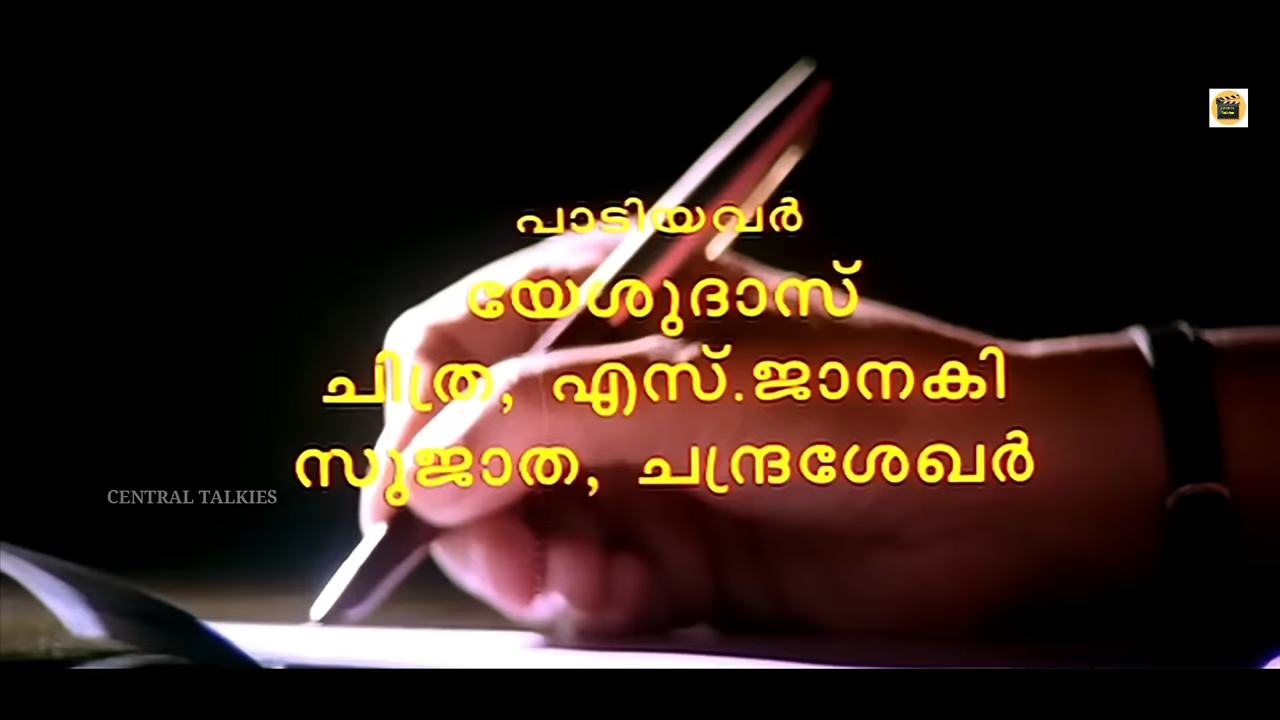 പാടിയവർ
യേശുദാസ്
ചിത്ര, എസ്.ജാനകി
സുജാത, ചന്ദ്രശേഖർ
CENTRAL TALKIES